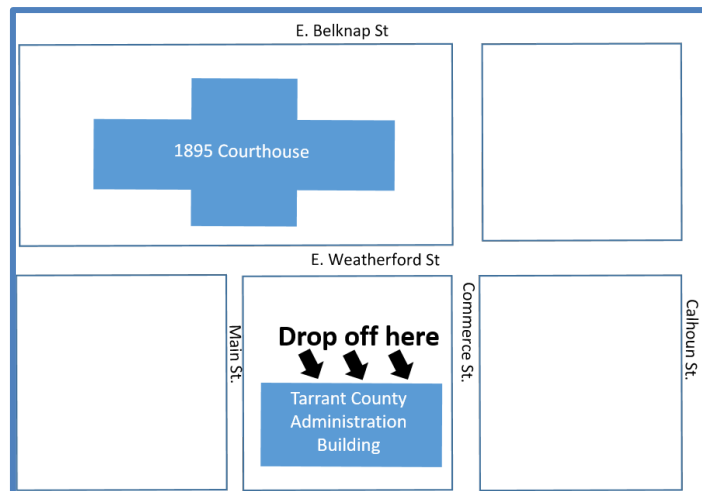 E. Belknap St
1895 Courthouse
E. Weatherford St
Main St.
Drop off here
Commerce St.
Calhoun St.
Tarrant County
Administration
Building